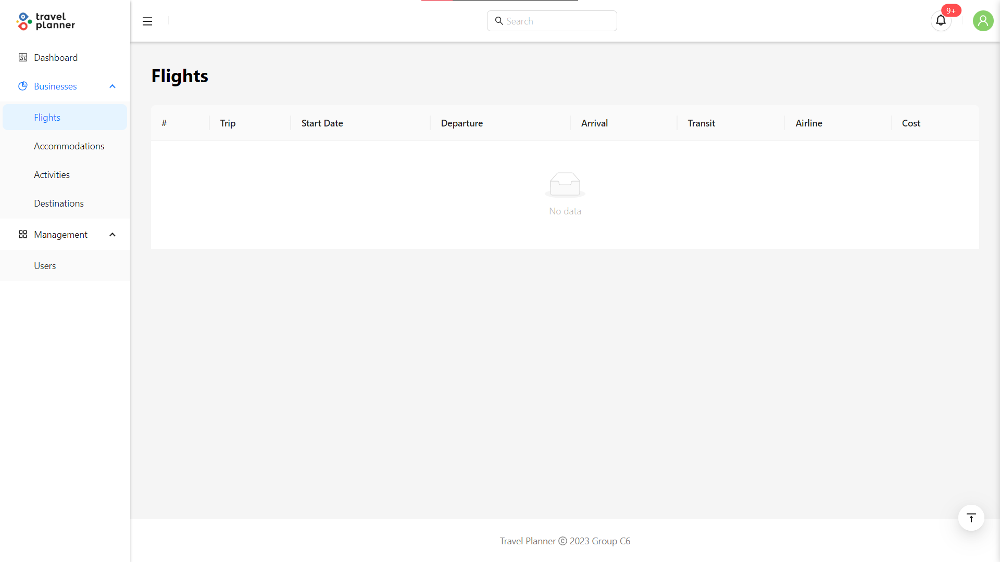 travel
planner
Search
9+
Dashboard
Businesses
Flights
Accommodations
Activities
Destinations
Management
Users
Flights
# Trip Start Date Departure Arrival Transit Airline Cost
No data
Travel Planner © 2023 Group C6